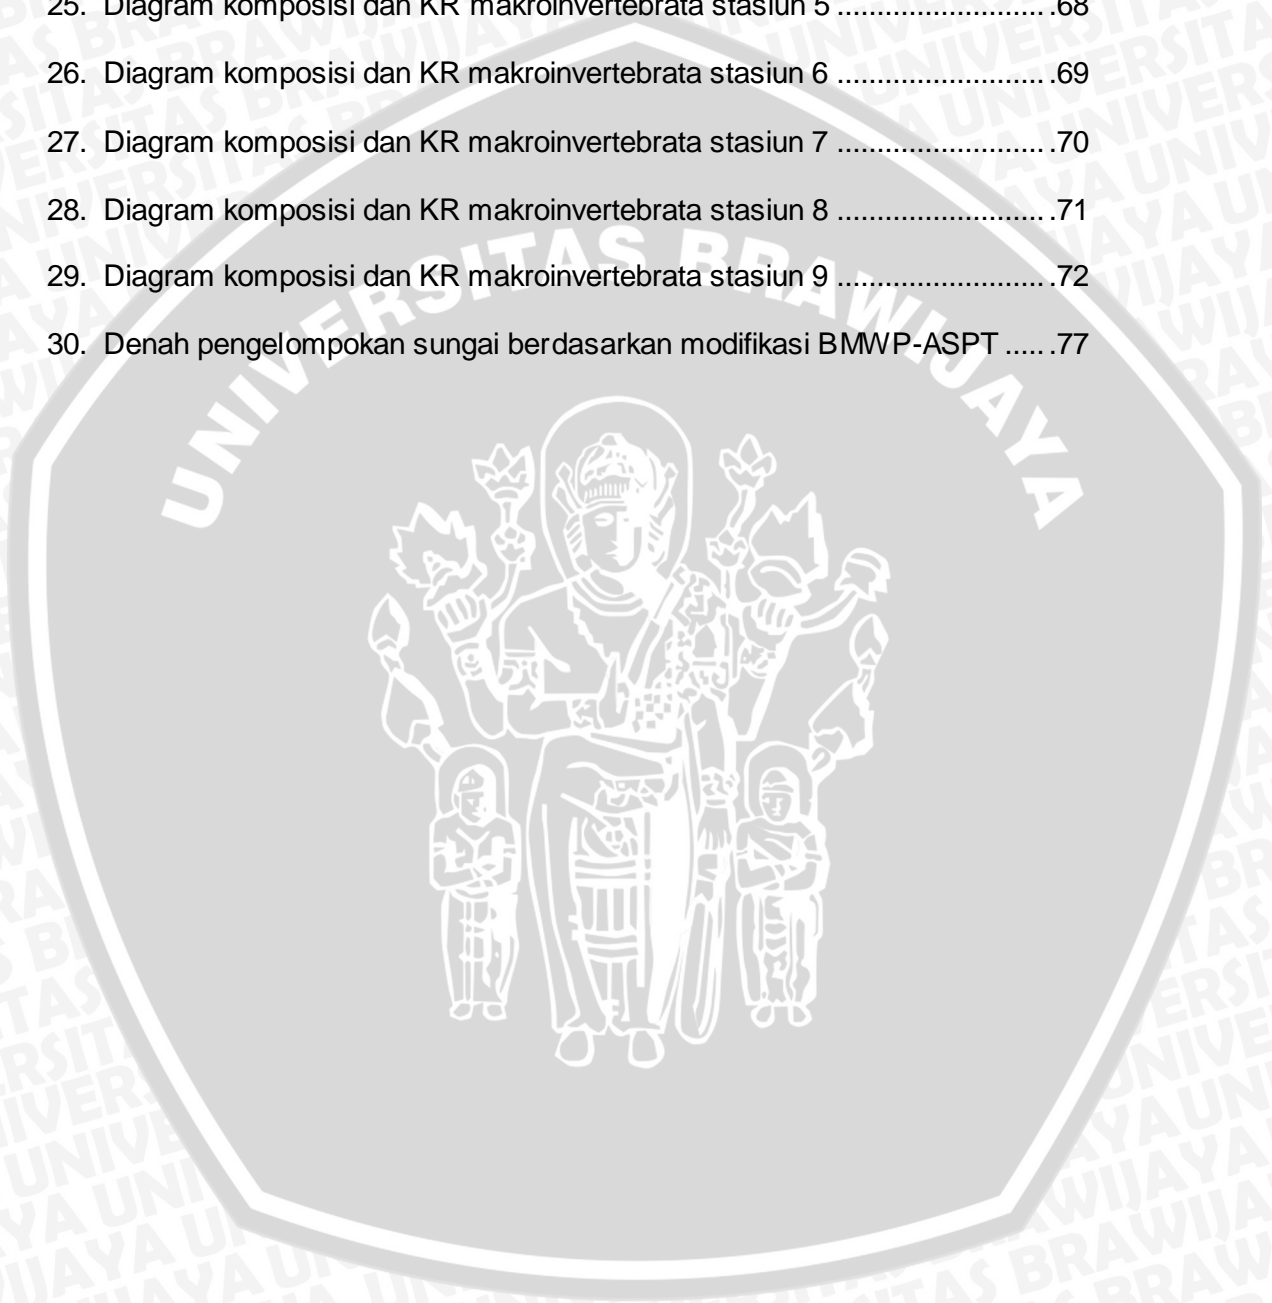 25. Diagram komposisi dan KR makroinvertebrata stasiun 5 ..........................68
26. Diagram komposisi dan KR makroinvertebrata stasiun 6 ..........................69
27. Diagram komposisi dan KR makroinvertebrata stasiun 7 ..........................70
28. Diagram komposisi dan KR makroinvertebrata stasiun 8 ..........................71
29. Diagram komposisi dan KR makroinvertebrata stasiun 9 ..........................72
30. Denah pengelompokan sungai berdasarkan modifikasi BMWP-ASPT ......77
UNIVERSITAS BRAWIJAYA